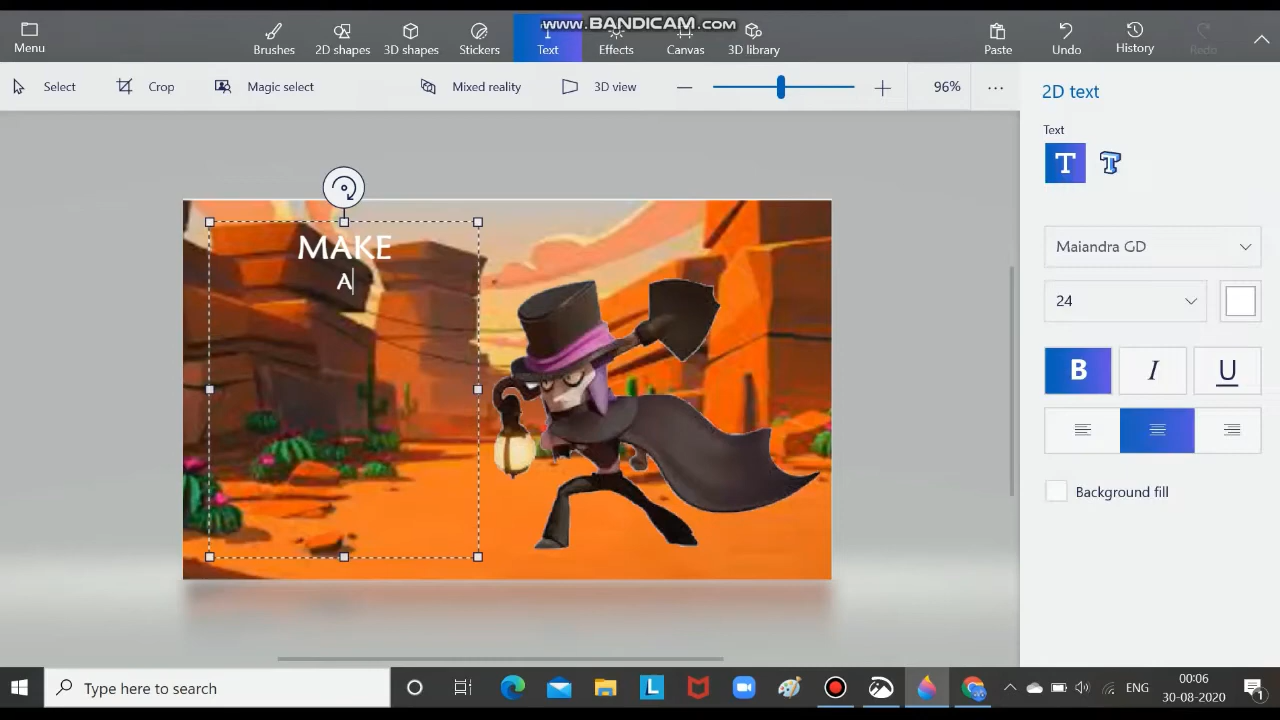 www.BANDICAM.com
Menu
Brushes
2D shapes
3D shapes
Stickers
Text
Effects
Canvas
3D library
Paste
Undo
History
Redo
Select
Crop
Magic select
Mixed reality
3D view
96%
2D text
Text
Maiandra GD
24
B I U
Background fill
MAKE
A
Type here to search
ENG
00:06
30-08-2020